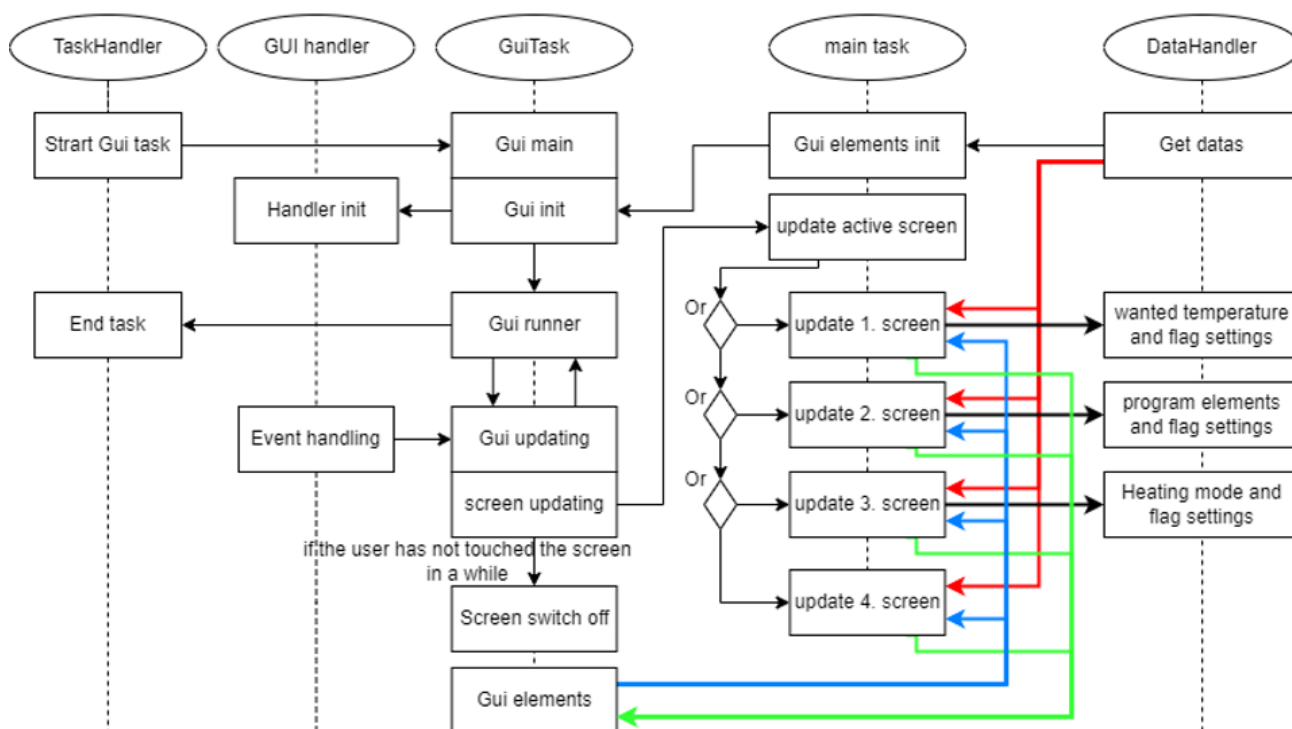 TaskHandler
GUI handler
GuiTask
main task
DataHandler
Strart Gui task
Gui main
Gui elements init
Get datas
Handler init
Gui init
update active screen
End task
Gui runner
Or
update 1. screen
wanted temperature
and flag settings
Event handling
Gui updating
Or
update 2. screen
program elements
and flag settings
screen updating
Or
update 3. screen
Heating mode and
flag settings
if the user has not touched the screen
in a while
Screen switch off
update 4. screen
Gui elements